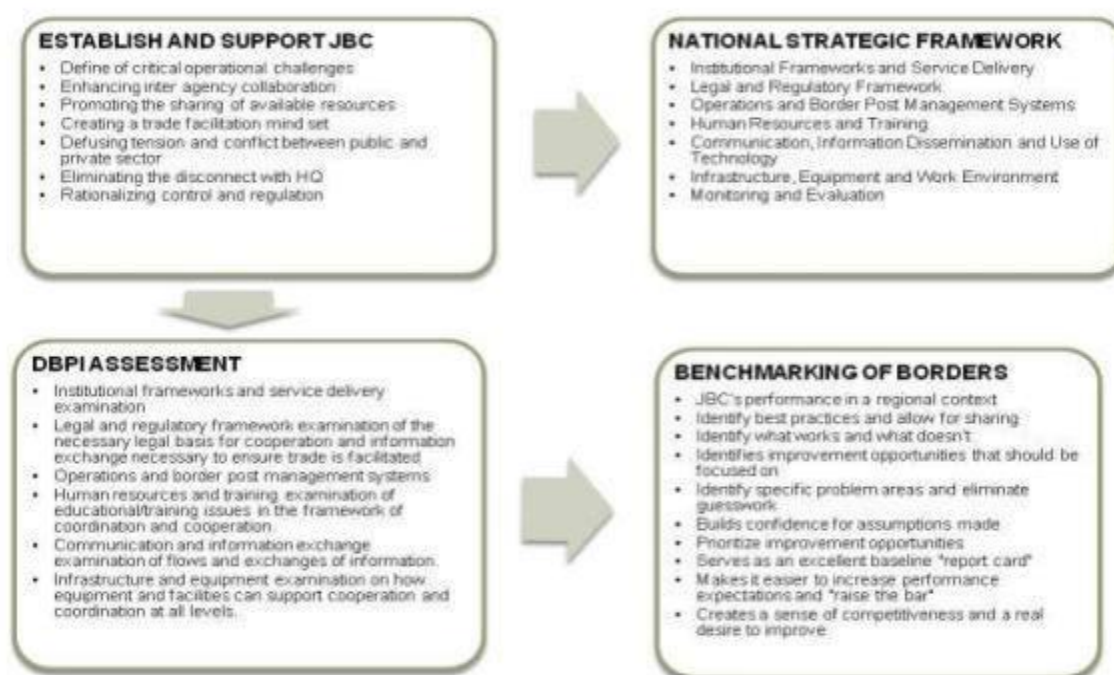 ESTABLISH AND SUPPORT JBC
• Define of critical operational challenges
• Enhancing inter agency collaboration
• Promoting the sharing of available resources
• Creating a trade facilitation mind set
• Defusing tension and conflict between public and
private sector
• Eliminating the disconnect with HQ
• Rationalizing control and regulation
NATIONAL STRATEGIC FRAMEWORK
• Institutional Frameworks and Service Delivery
• Legal and Regulatory Framework
• Operations and Border Post Management Systems
• Human Resources and Training
• Communication, Information Dissemination and Use of
Technology
• Infrastructure, Equipment and Work Environment
• Monitoring and Evaluation
DBPI ASSESSMENT
• Institutional frameworks and service delivery
examination
• Legal and regulatory framework examination of the
necessary legal basis for cooperation and information
exchange necessary to ensure trade is facilitated
• Operations and border post management systems
• Human resources and training examination of
educational/training issues in the framework of
coordination and cooperation.
• Communication and information exchange
examination of flows and exchanges of information.
• Infrastructure and equipment examination on how
equipment and facilities can support cooperation and
coordination at all levels.
BENCHMARKING OF BORDERS
• JBC's performance in a regional context
• Identify best practices and allow for sharing
• Identify what works and what doesn't
• Identifies improvement opportunities that should be
focused on
• Identify specific problem areas and eliminate
guesswork
• Builds confidence for assumptions made
• Prioritize improvement opportunities
• Serves as an excellent baseline "report card"
• Makes it easier to increase performance
expectations and "raise the bar"
• Creates a sense of competitiveness and a real
desire to improve